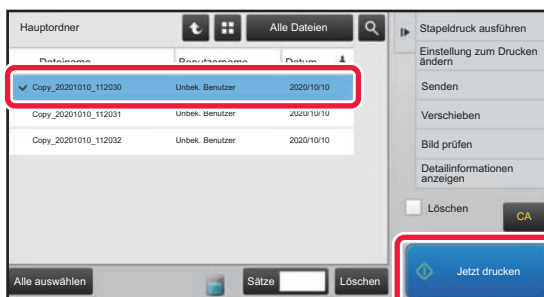 Hauptordner
Alle Dateien
Dateiname Benutzername Datum
Copy_20201010_112030 Unbek. Benutzer 2020/10/10
Copy_20201010_112031 Unbek. Benutzer 2020/10/10
Copy_20201010_112032 Unbek. Benutzer 2020/10/10
Alle auswählen
Sätze
Löschen
Stapeldruck ausführen
Einstellung zum Drucken
ändern
Senden
Verschieben
Bild prüfen
Detailinformationen
anzeigen
Löschen
CA
Jetzt drucken